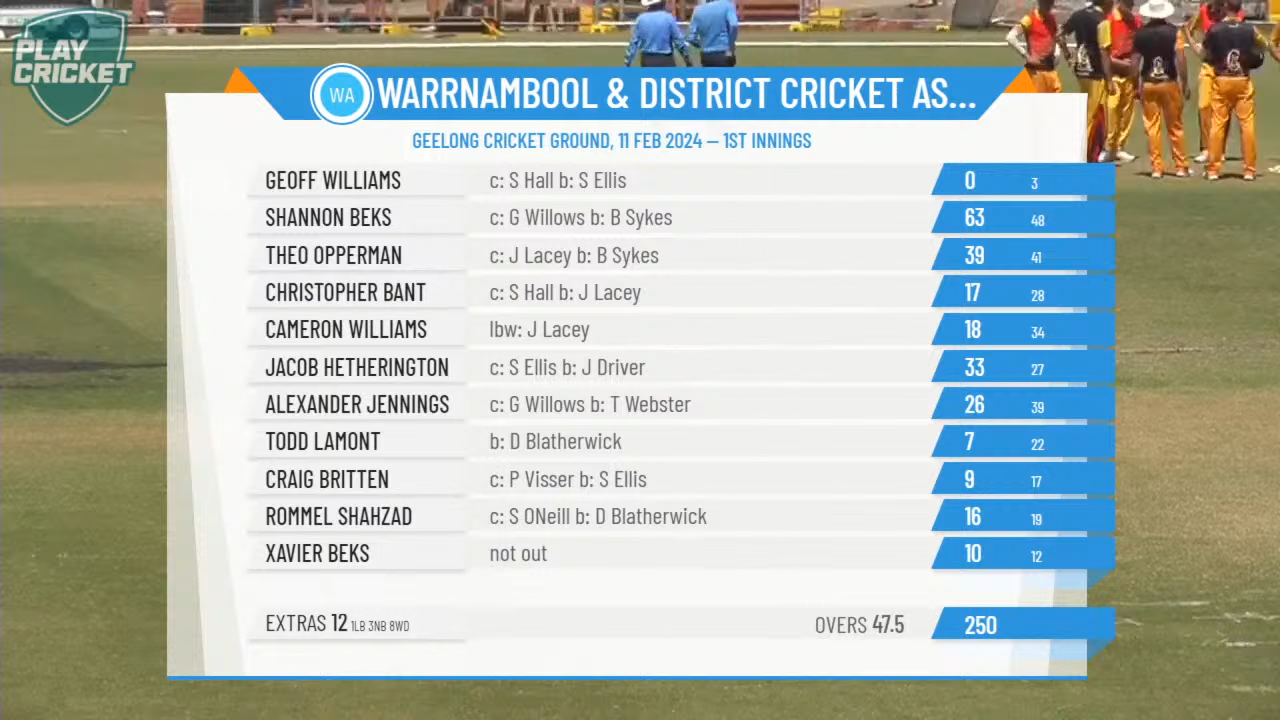 PLAY
CRICKET
WA WARRNAMBOOL & DISTRICT CRICKET AS...
GEELONG CRICKET GROUND, 11 FEB 2024 – 1ST INNINGS
GEOFF WILLIAMS c: S Hall b: S Ellis 0 3
SHANNON BEKS c: G Willows b: B Sykes 63 48
THEO OPPERMAN c: J Lacey b: B Sykes 39 41
CHRISTOPHER BANT c: S Hall b: J Lacey 17 28
CAMERON WILLIAMS lbw: J Lacey 18 34
JACOB HETHERINGTON c: S Ellis b: J Driver 33 27
ALEXANDER JENNINGS c: G Willows b: T Webster 26 39
TODD LAMONT b: D Blatherwick 7 22
CRAIG BRITTEN c: P Visser b: S Ellis 9 17
ROMMEL SHAHZAD c: S ONeill b: D Blatherwick 16 19
XAVIER BEKS not out 10 12
EXTRAS 12 1LB 3NB 8WD OVERS 47.5 250